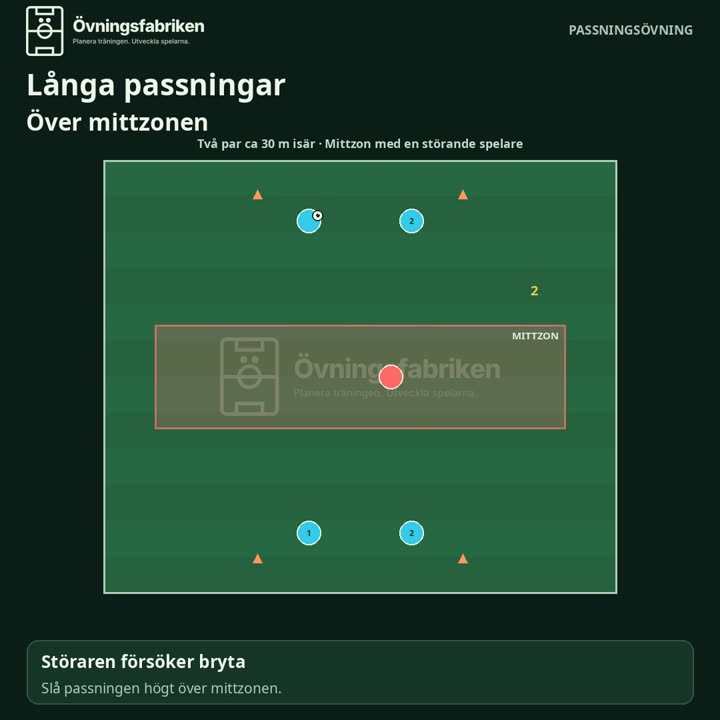 Övningsfabriken
Planera träningen. Utveckla spelarna.
PASSNINGSÖVNING
Långa passningar
Över mittzonen
Två par ca 30 m isär · Mittzon med en störande spelare
2
2
MITTZON
Övningsfabriken
Planera träningen. Utveckla spelarna.
1 2
Störaren försöker bryta
Slå passningen högt över mittzonen.